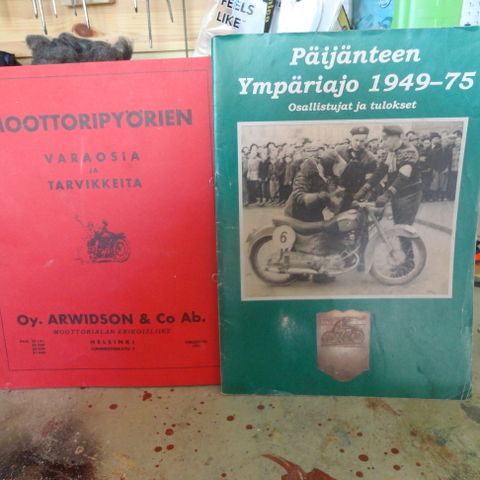 FEELS
LIKE
MOOTTORIPYÖRIEN
VARAOSIA
JA
TARVIKKEITA
Oy. ARWIDSON & Co Ab.
MOOTTORIALAN ERIKOISLIIKE
HELSINKI
Päijänteen
Ympäriajo 1949–75
Osallistujat ja tulokset
6